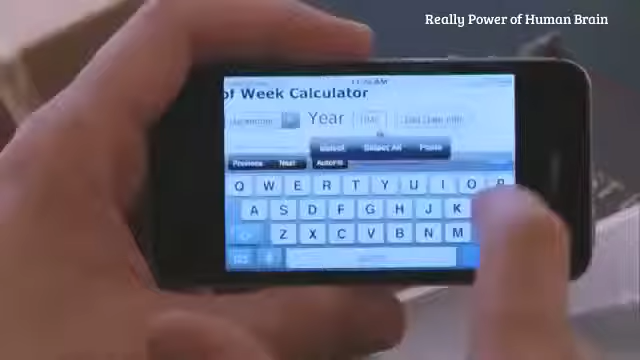 Really Power of Human Brain
of Week Calculator
Year
Select Select All Paste
Previous Next AutoFill
Q W E R T Y U I O P
A S D F G H J K
Z X C V B N M